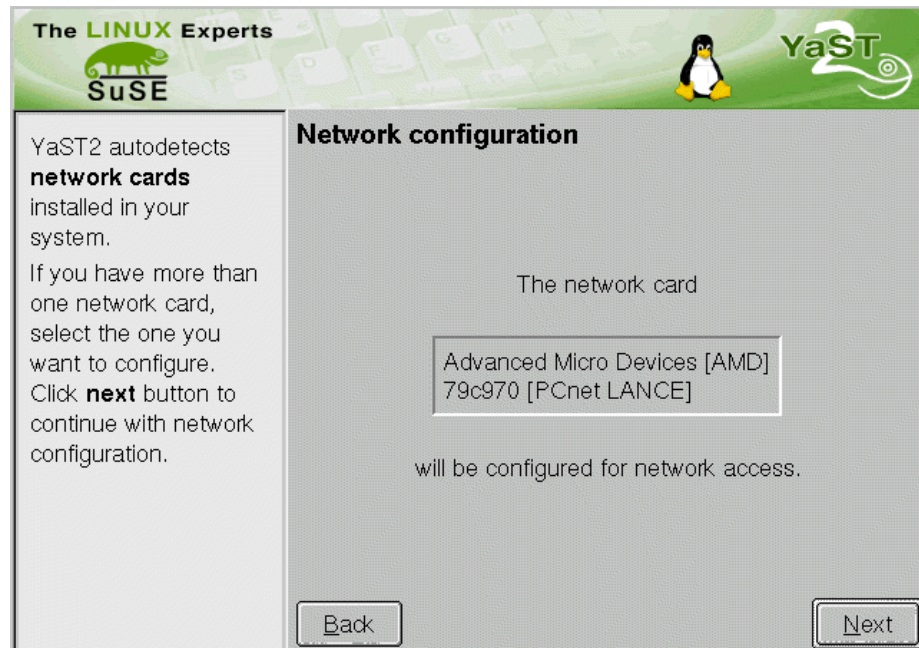 The LINUX Experts
SuSE
YaST
2
YaST2 autodetects
network cards
installed in your
system.
If you have more than
one network card,
select the one you
want to configure.
Click next button to
continue with network
configuration.
Network configuration
The network card
Advanced Micro Devices [AMD]
79c970 [PCnet LANCE]
will be configured for network access.
Back
Next